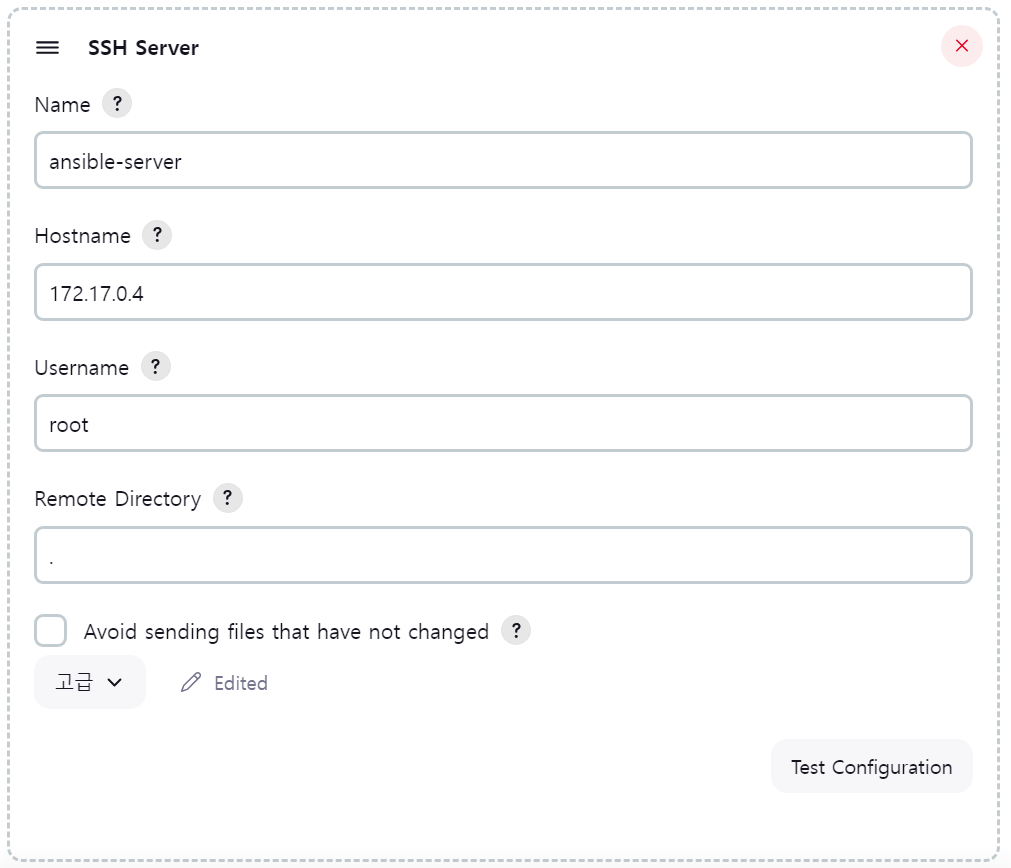 SSH Server
Name ?
ansible-server
Hostname ?
172.17.0.4
Username ?
root
Remote Directory ?
.
Avoid sending files that have not changed ?
고급 Edited
Test Configuration